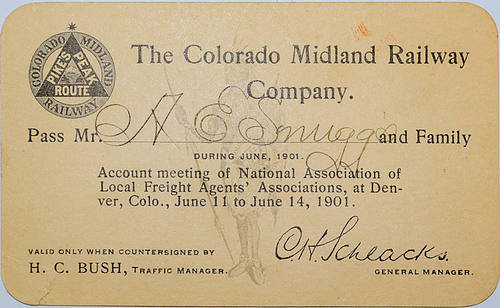 COLORADO MIDLAND
PIKE'S PEAK
ROUTE
RAILWAY
The Colorado Midland Railway
Company.
Pass Mr. H E Smuggs and Family
DURING JUNE, 1901.
Account meeting of National Association of
Local Freight Agents' Associations, at Den-
ver, Colo., June 11 to June 14, 1901.
VALID ONLY WHEN COUNTERSIGNED BY
H. C. BUSH, TRAFFIC MANAGER.
C.H. Schlacks.
GENERAL MANAGER.